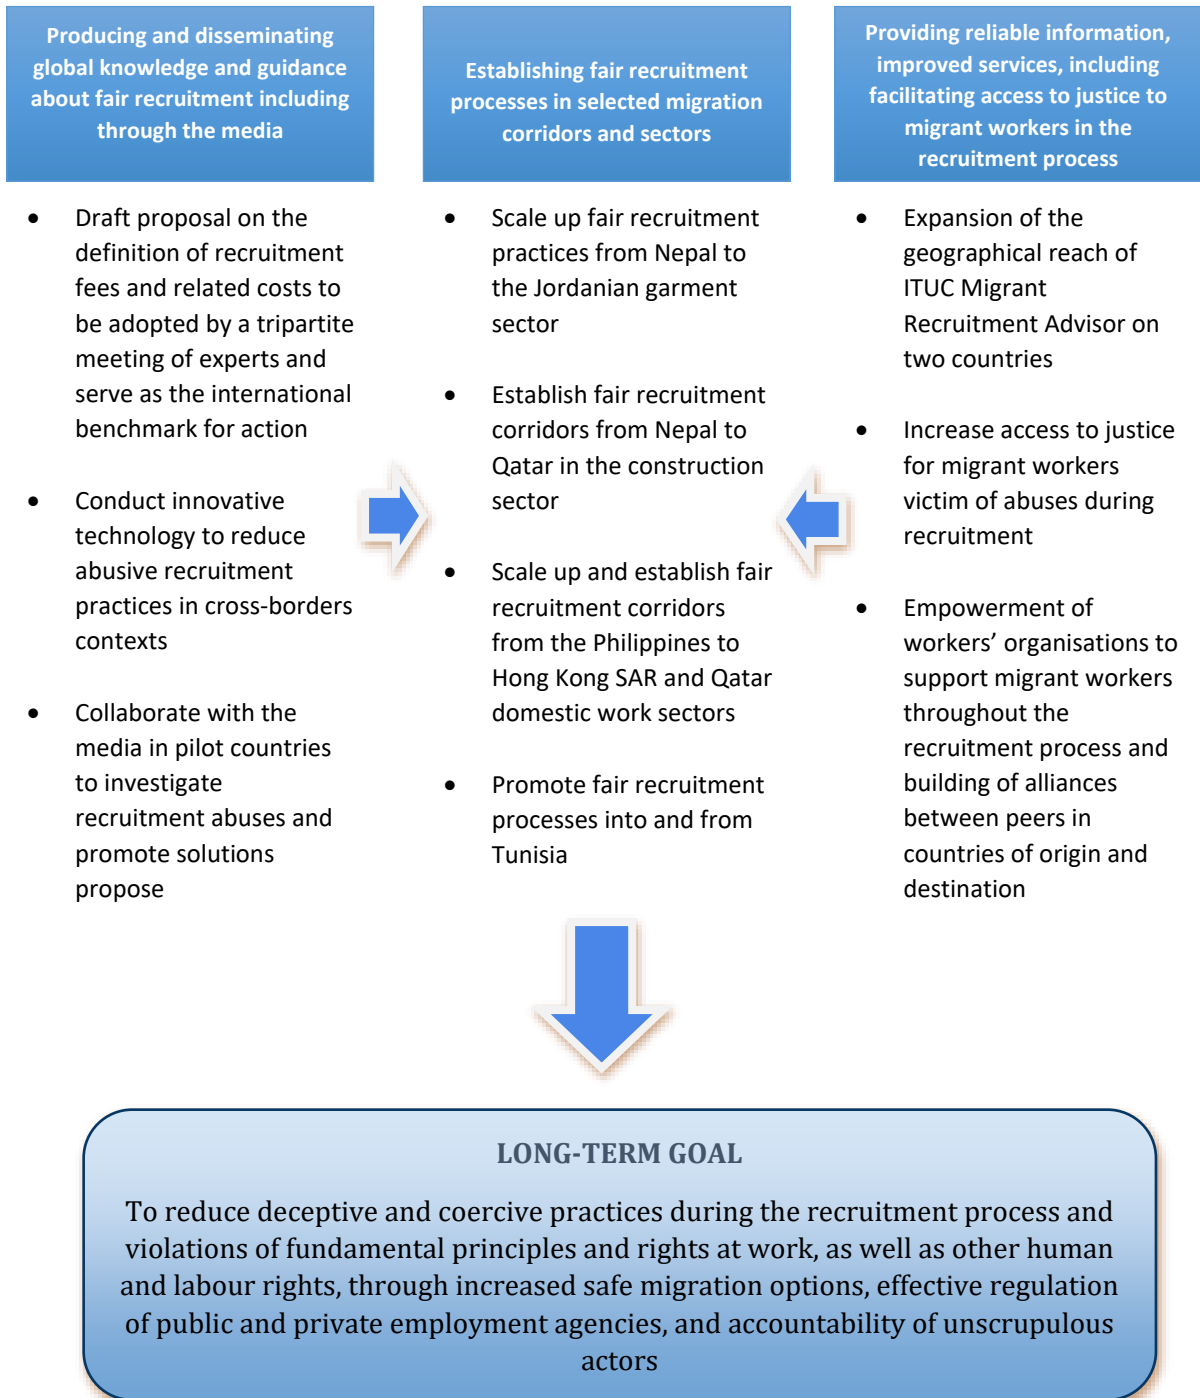 Producing and disseminating
global knowledge and guidance
about fair recruitment including
through the media
• Draft proposal on the
definition of recruitment
fees and related costs to
be adopted by a tripartite
meeting of experts and
serve as the international
benchmark for action
• Conduct innovative
technology to reduce
abusive recruitment
practices in cross-borders
contexts
• Collaborate with the
media in pilot countries
to investigate
recruitment abuses and
promote solutions
propose
Establishing fair recruitment
processes in selected migration
corridors and sectors
• Scale up fair recruitment
practices from Nepal to
the Jordanian garment
sector
• Establish fair recruitment
corridors from Nepal to
Qatar in the construction
sector
• Scale up and establish fair
recruitment corridors
from the Philippines to
Hong Kong SAR and Qatar
domestic work sectors
• Promote fair recruitment
processes into and from
Tunisia
Providing reliable information,
improved services, including
facilitating access to justice to
migrant workers in the
recruitment process
• Expansion of the
geographical reach of
ITUC Migrant
Recruitment Advisor on
two countries
• Increase access to justice
for migrant workers
victim of abuses during
recruitment
• Empowerment of
workers’ organisations to
support migrant workers
throughout the
recruitment process and
building of alliances
between peers in
countries of origin and
destination
LONG-TERM GOAL
To reduce deceptive and coercive practices during the recruitment process and
violations of fundamental principles and rights at work, as well as other human
and labour rights, through increased safe migration options, effective regulation
of public and private employment agencies, and accountability of unscrupulous
actors